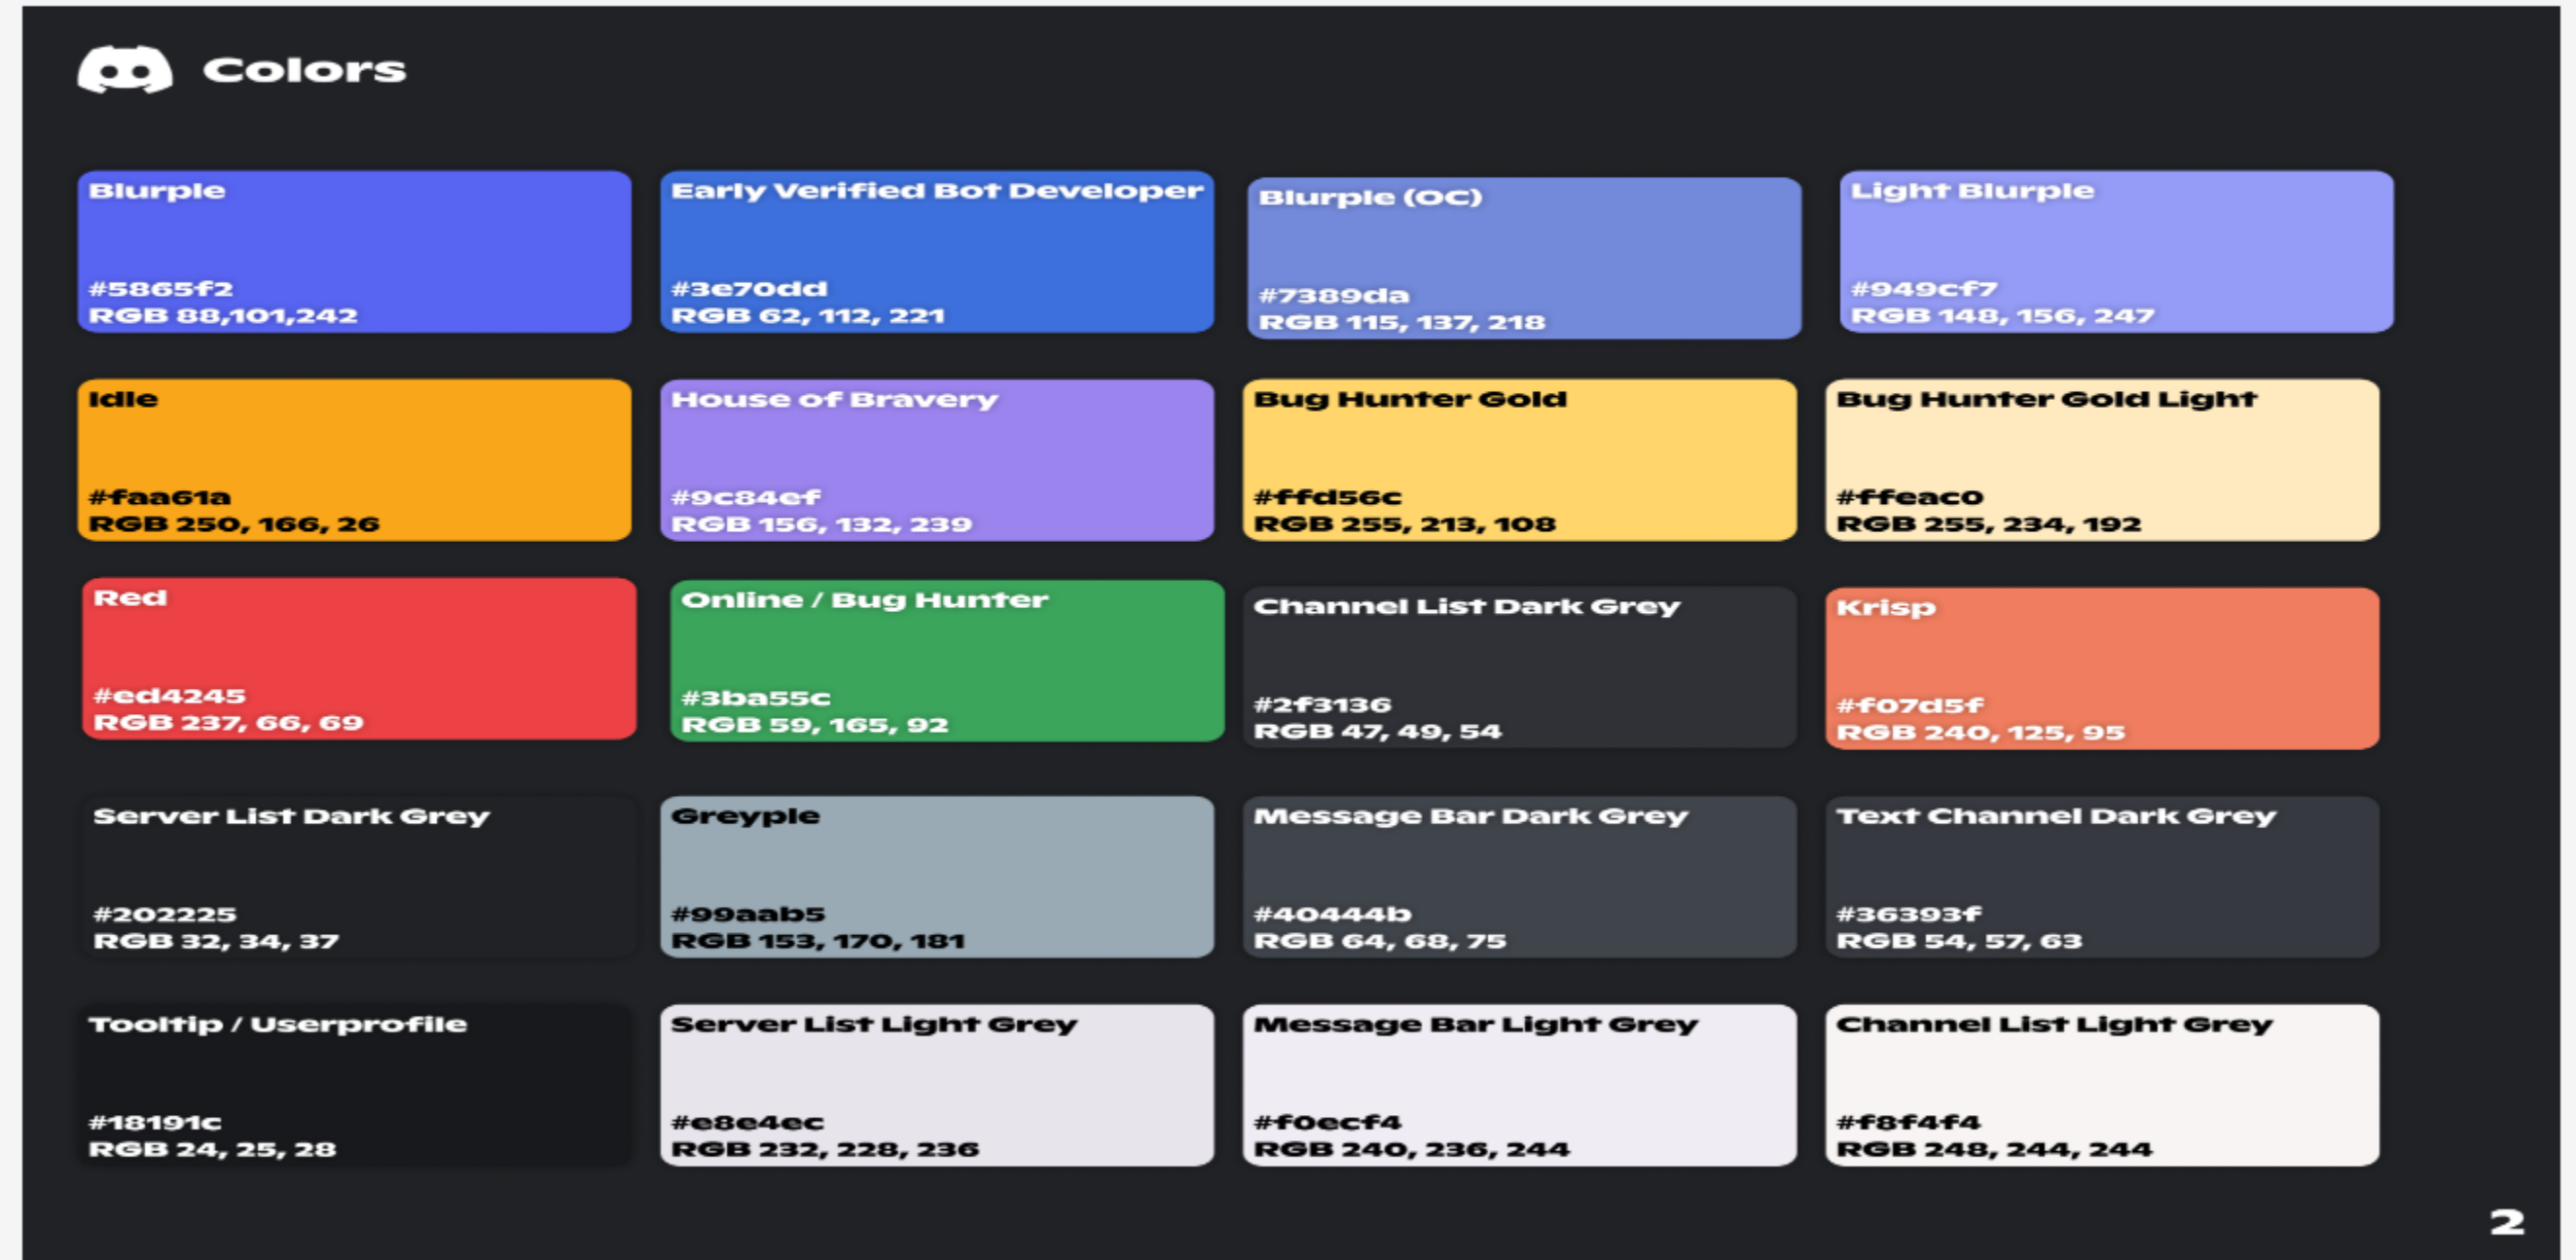 Colors
Blurple
#5865f2
RGB 88,101,242
Early Verified Bot Developer
#3e70dd
RGB 62, 112, 221
Blurple (OC)
#7389da
RGB 115, 137, 218
Light Blurple
#949cf7
RGB 148, 156, 247
Idle
#faa61a
RGB 250, 166, 26
House of Bravery
#9c84ef
RGB 156, 132, 239
Bug Hunter Gold
#ffd56c
RGB 255, 213, 108
Bug Hunter Gold Light
#ffeac0
RGB 255, 234, 192
Red
#ed4245
RGB 237, 66, 69
Online / Bug Hunter
#3ba55c
RGB 59, 165, 92
Channel List Dark Grey
#2f3136
RGB 47, 49, 54
Krisp
#f07d5f
RGB 240, 125, 95
Server List Dark Grey
#202225
RGB 32, 34, 37
Greyple
#99aab5
RGB 153, 170, 181
Message Bar Dark Grey
#40444b
RGB 64, 68, 75
Text Channel Dark Grey
#36393f
RGB 54, 57, 63
Tooltip / Userprofile
#18191c
RGB 24, 25, 28
Server List Light Grey
#e8e4ec
RGB 232, 228, 236
Message Bar Light Grey
#f0ecf4
RGB 240, 236, 244
Channel List Light Grey
#f8f4f4
RGB 248, 244, 244
2